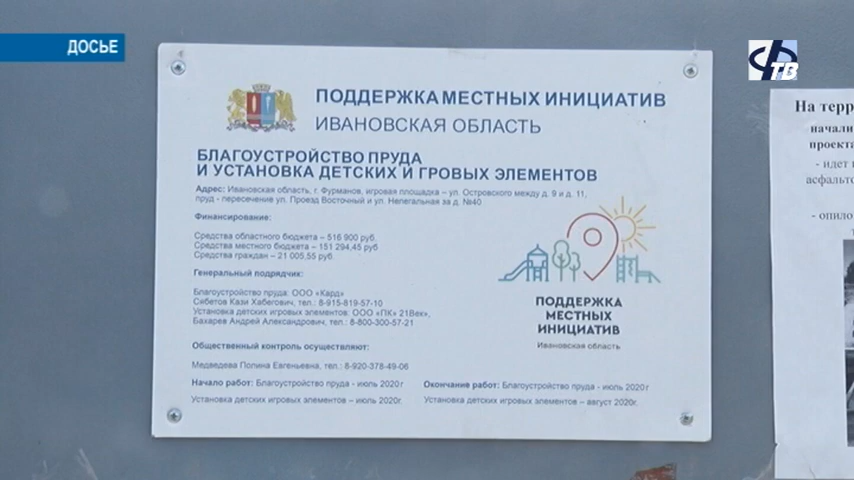 ДОСЬЕ
ФТВ
ПОДДЕРЖКА МЕСТНЫХ ИНИЦИАТИВ
ИВАНОВСКАЯ ОБЛАСТЬ
БЛАГОУСТРОЙСТВО ПРУДА
И УСТАНОВКА ДЕТСКИХ И ГРОВЫХ ЭЛЕМЕНТОВ
Адрес: Ивановская область, г. Фурманов, игровая площадка – ул. Островского между д. 9 и д. 11,
пруд - пересечение ул. Проезд Восточный и ул. Нелегальная за д. №40
Финансирование:
Средства областного бюджета – 516 900 руб
Средства местного бюджета – 151 294,45 руб
Средства граждан – 21 005,55 руб.
Генеральный подрядчик:
Благоустройство пруда: ООО «Кард»
Сябетов Кази Хабегович, тел.: 8-915-819-57-10
Установка детских игровых элементов: ООО «ПК» 21Век»,
Бахарев Андрей Александрович, тел.: 8-800-300-57-21
Общественный контроль осуществляют:
Медведева Полина Евгеньевна, тел.: 8-920-378-49-06
Начало работ: Благоустройство пруда - июль 2020г
Установка детских игровых элементов – июль 2020г.
Окончание работ: Благоустройство пруда - июль 2020г
Установка детских игровых элементов – август 2020г.
ПОДДЕРЖКА
МЕСТНЫХ
ИНИЦИАТИВ
Ивановская область
На терр
начали
проекта
- идет
асфальто
- опило